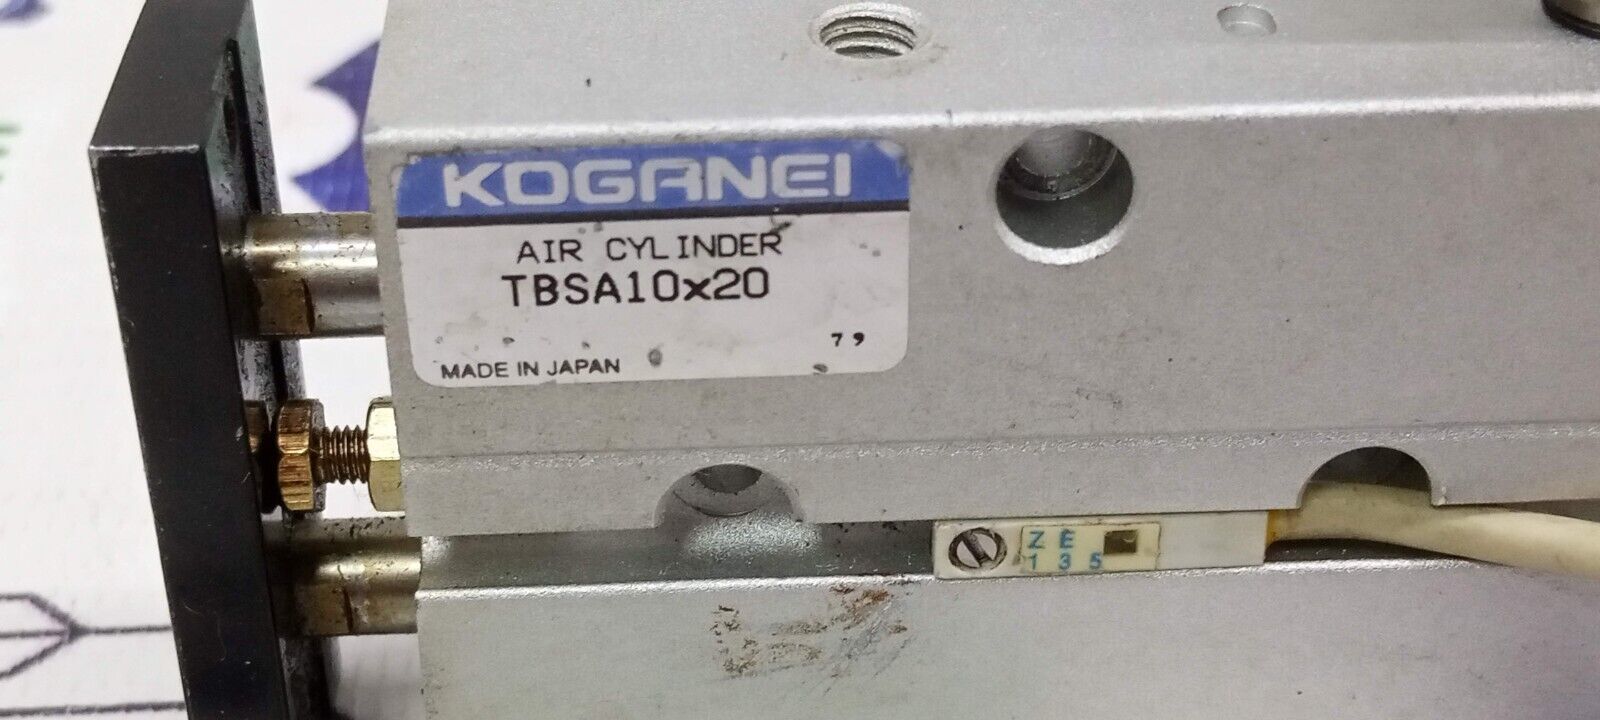 KOGANEI
AIR CYLINDER
TBSA10x20
79
MADE IN JAPAN
ZE
135